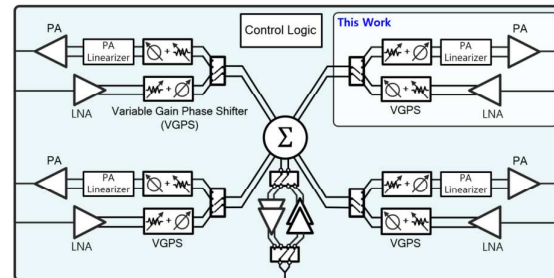 PA
PA
Linearizer
LNA
Variable Gain Phase Shifter
(VGPS)
Control Logic
This Work
PA
Linearizer
PA
VGPS
LNA
Σ
PA
PA
Linearizer
LNA
VGPS
PA
Linearizer
PA
VGPS
LNA